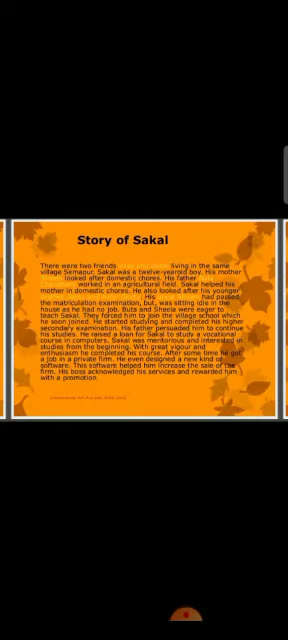 Story of Sakal
There were two friends living in the same
village Semapur. Sakal was a twelve-yearold boy. His mother
looked after domestic chores. His father
worked in an agricultural field. Sakal helped his
mother in domestic chores. He also looked after his younger
His had passed
the matriculation examination, but, was sitting idle in the
house as he had no job. Buta and Sheela were eager to
teach Sakal. They forced him to join the village school which
he soon joined. He started studying and completed his higher
secondary examination. His father persuaded him to continue
his studies. He raised a loan for Sakal to study a vocational
course in computers. Sakal was meritorious and interested in
studies from the beginning. With great vigour and
enthusiasm he completed his course. After some time he got
a job in a private firm. He even designed a new kind of
software. This software helped him increase the sale of the
firm. His boss acknowledged his services and rewarded him
with a promotion.